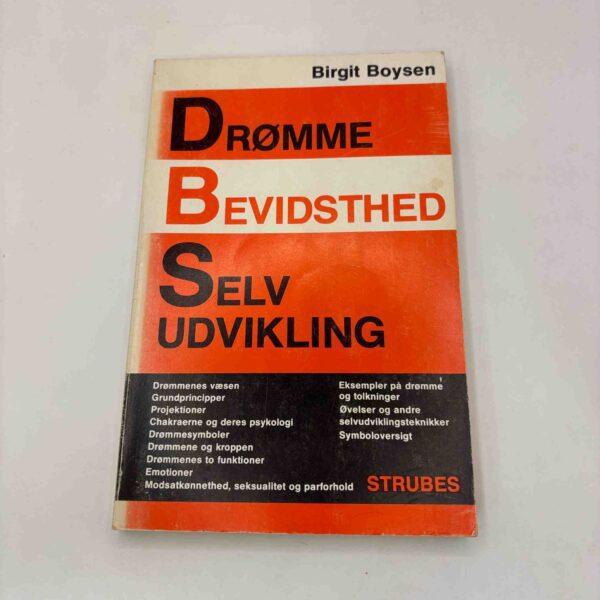 Birgit Boysen
DRØMME
BEVIDSTHED
SELV
UDVIKLING
Drømmenes væsen
Grundprincipper
Projektioner
Chakraerne og deres psykologi
Drømmesymboler
Drømmene og kroppen
Drømmenes to funktioner
Emotioner
Modsatkønnethed, seksualitet og parforhold
Eksempler på drømme
og tolkninger
Øvelser og andre
selvudviklingsteknikker
Symboloversigt
STRUBES